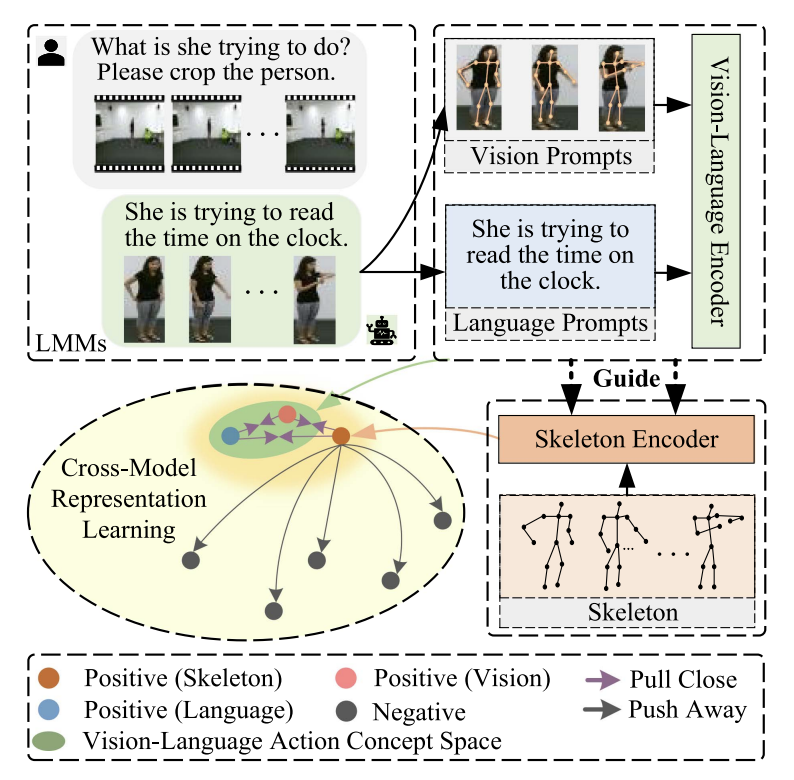 What is she trying to do?
Please crop the person.
She is trying to read
the time on the clock.
LMMs
Vision Prompts
She is trying to
read the time on
the clock.
Language Prompts
Vision-Language Encoder
Guide
Skeleton Encoder
Skeleton
Cross-Model
Representation
Learning
Positive (Skeleton)
Positive (Vision)
Pull Close
Positive (Language)
Negative
Push Away
Vision-Language Action Concept Space